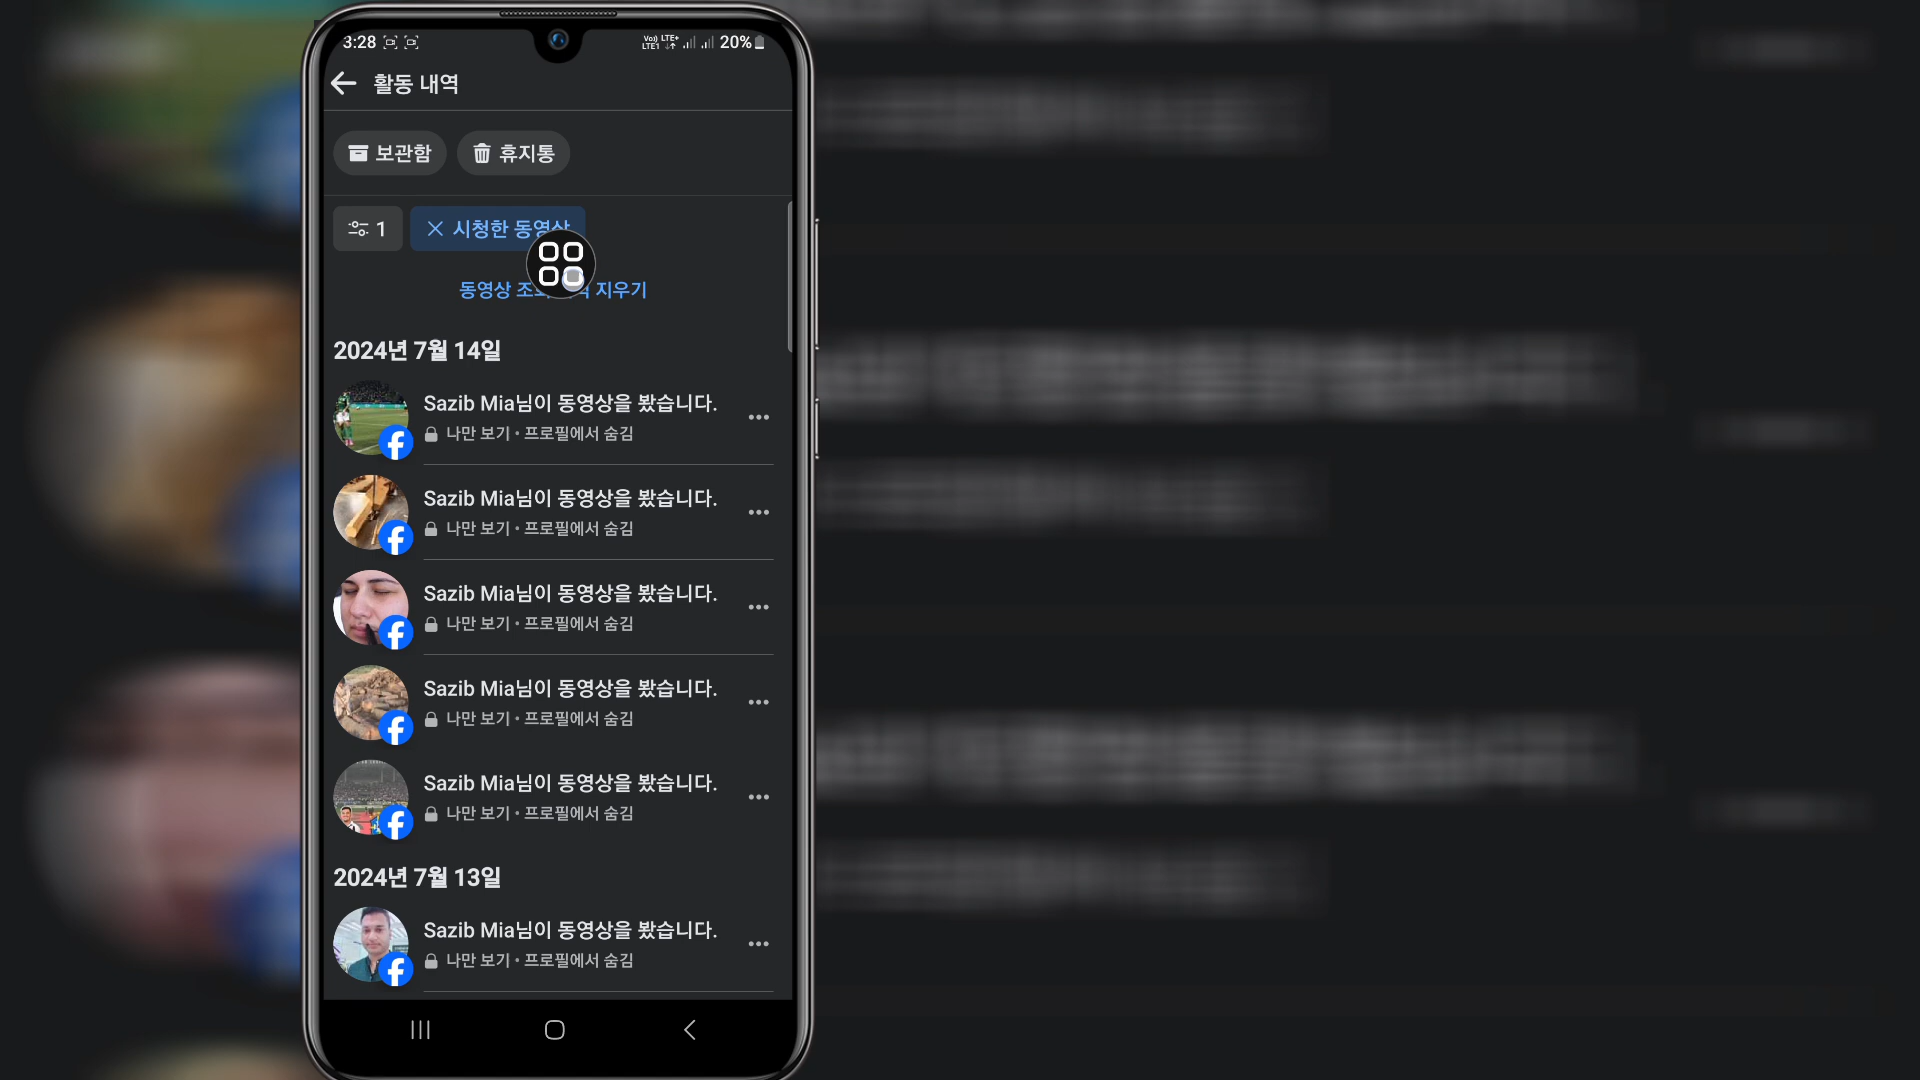 3:28 Vo) LTE1 LTE+ 20%
활동 내역
보관함 휴지통
1 시청한 동영상
동영상 지우기
2024년 7월 14일
Sazib Mia님이 동영상을 봤습니다.
나만 보기 • 프로필에서 숨김
Sazib Mia님이 동영상을 봤습니다.
나만 보기 • 프로필에서 숨김
Sazib Mia님이 동영상을 봤습니다.
나만 보기 • 프로필에서 숨김
Sazib Mia님이 동영상을 봤습니다.
나만 보기 • 프로필에서 숨김
Sazib Mia님이 동영상을 봤습니다.
나만 보기 • 프로필에서 숨김
2024년 7월 13일
Sazib Mia님이 동영상을 봤습니다.
나만 보기 • 프로필에서 숨김